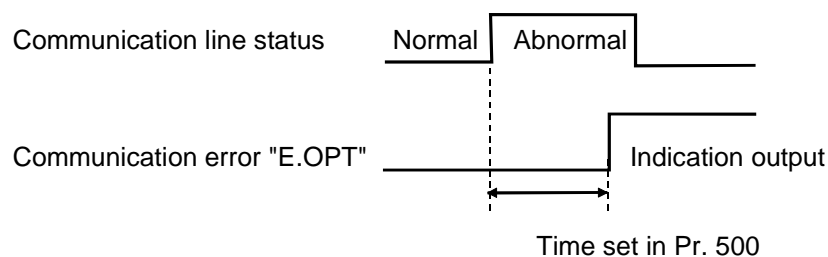 Communication line status Normal Abnormal
Communication error "E.OPT" Indication output
Time set in Pr. 500